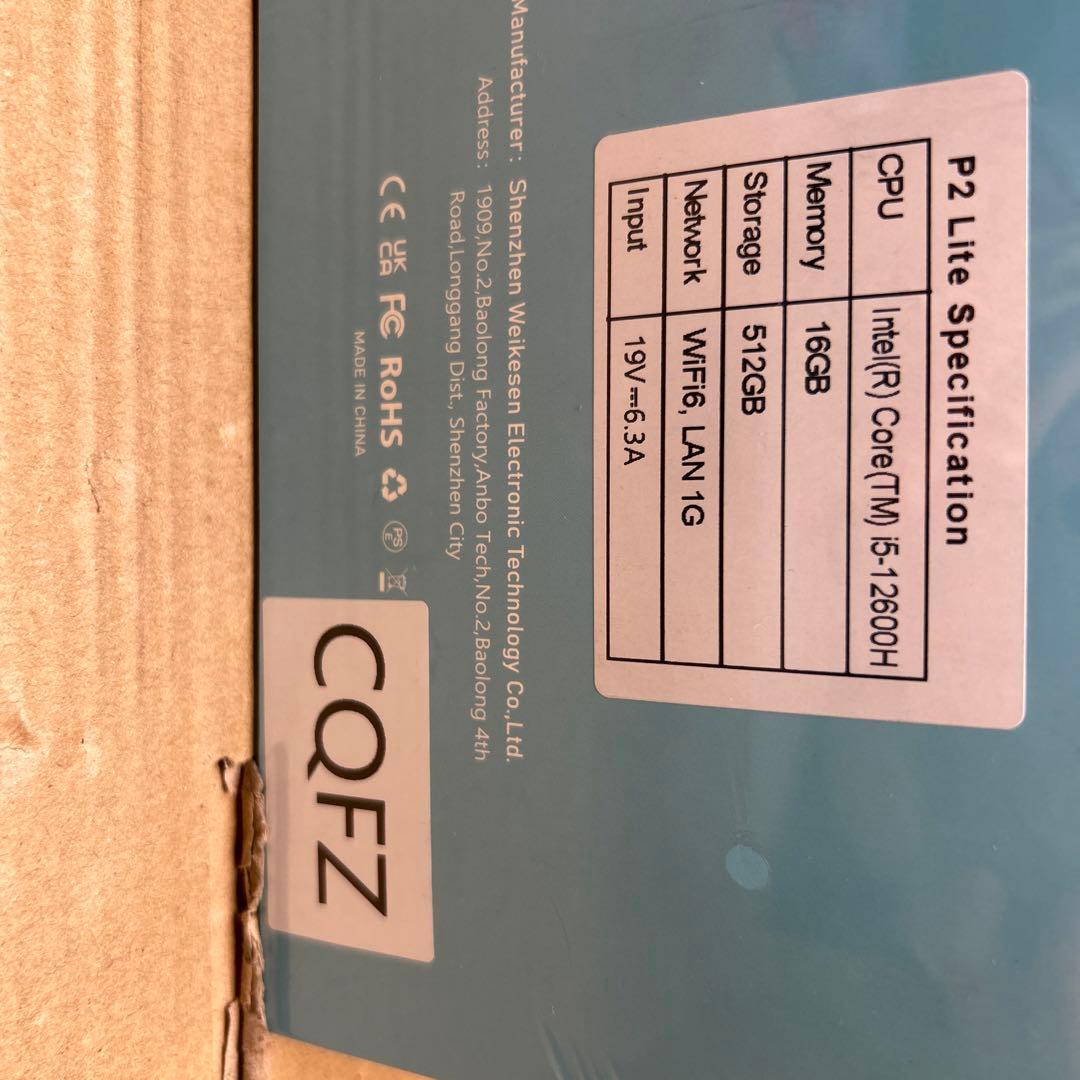 P2 Lite Specification
CPU Intel(R) Core(TM) i5-12600H
Memory 16GB
Storage 512GB
Network WiFi6, LAN 1G
Input 19V⎓6.3A
Manufacturer: Shenzhen Weikesen Electronic Technology Co.,Ltd.
Address: 1909,No.2,Baolong Factory,Anbo Tech,No.2,Baolong 4th
Road,Longgang Dist., Shenzhen City
CE UKCA FC RoHS PSE
MADE IN CHINA
CQFZ